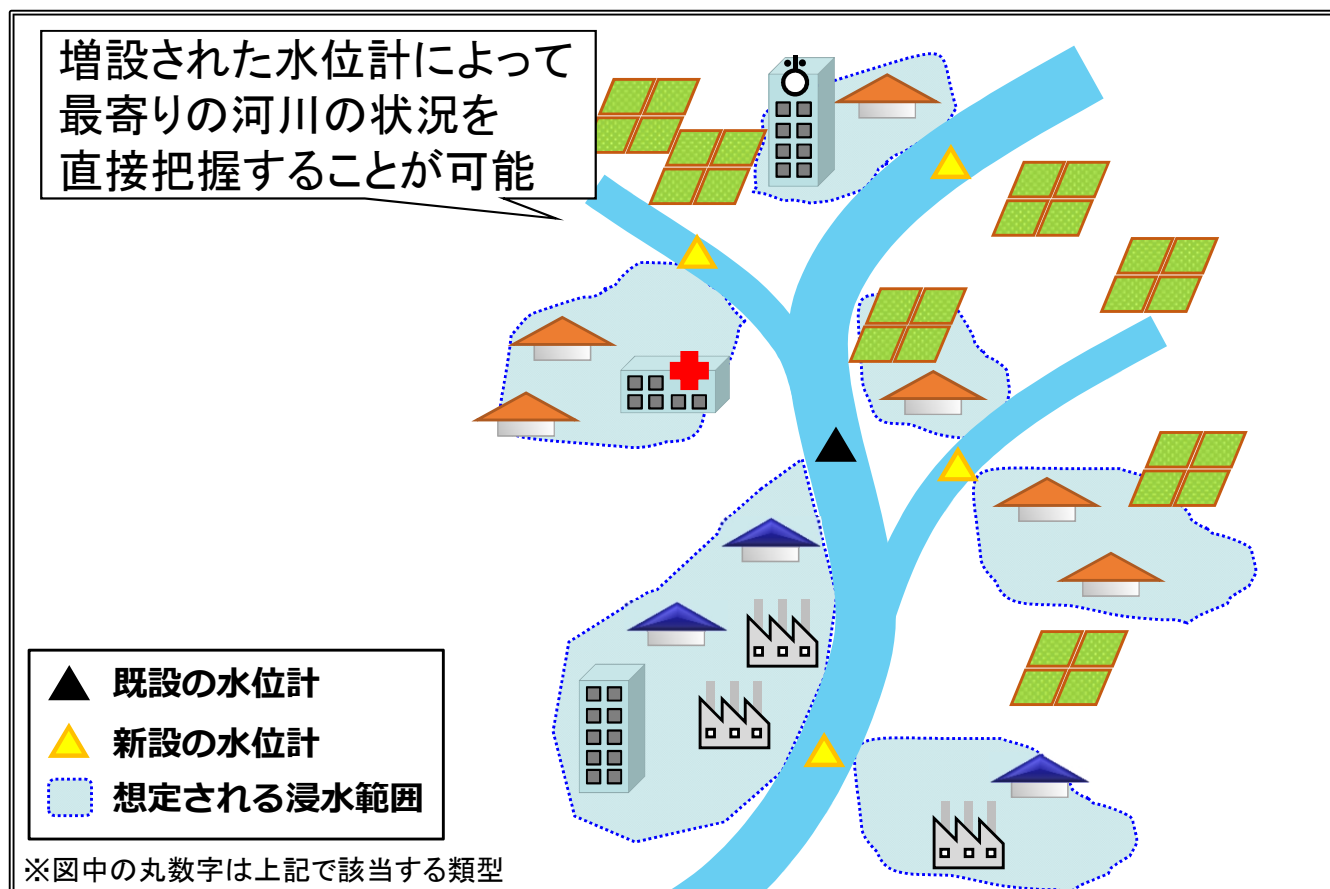 増設された水位計によって
最寄りの河川の状況を
直接把握することが可能
既設の水位計
新設の水位計
想定される浸水範囲
※図中の丸数字は上記で該当する類型